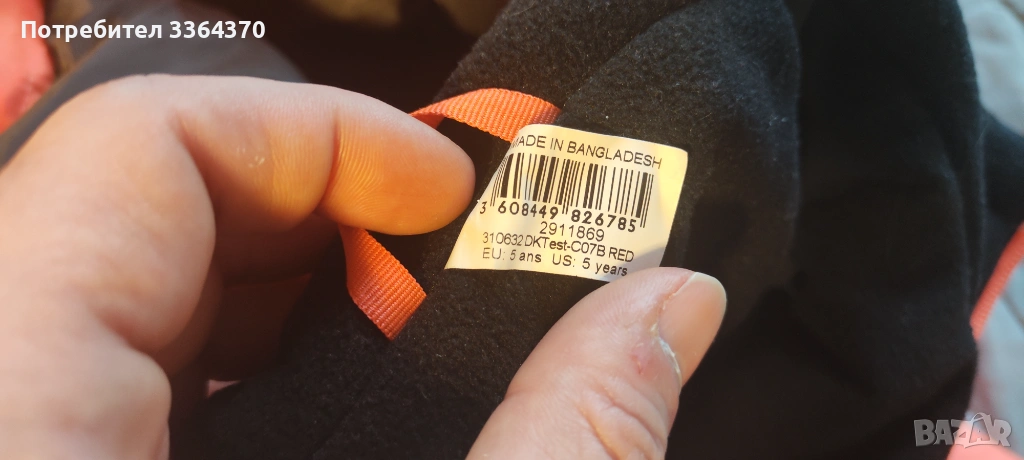 Потребител 3364370
MADE IN BANGLADESH
3 608449 826785
2911869
310632 DKTest-C07B RED
EU: 5 ans US: 5 years
BAZAR